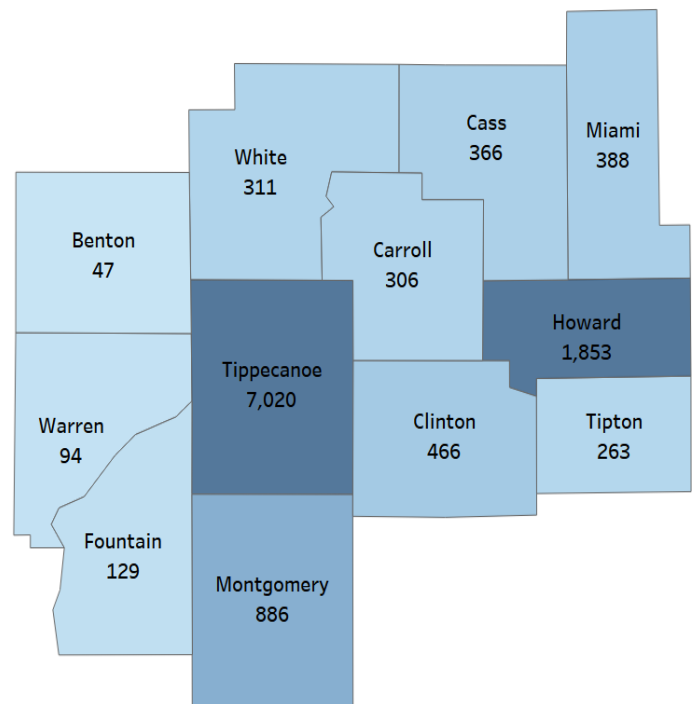 Cass
366
Miami
388
White
311
Benton
47
Carroll
306
Howard
1,853
Tippecanoe
7,020
Clinton
466
Tipton
263
Warren
94
Fountain
129
Montgomery
886